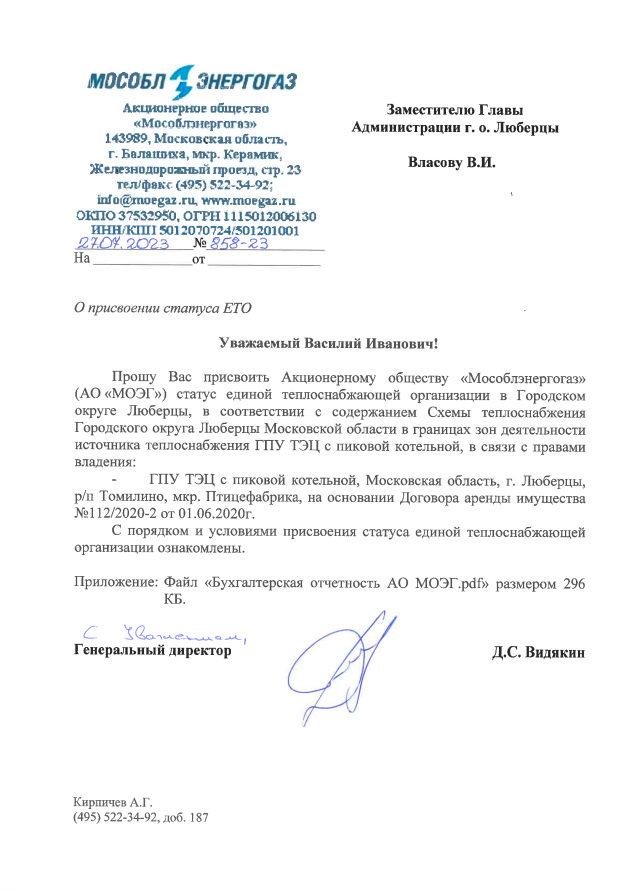 МОСОБЛ ЭНЕРГОГАЗ
Акционерное общество
«Мособлэнергогаз»
143989, Московская область,
г. Балашиха, мкр. Керамик,
Железнодорожный проезд, стр. 23
тел/факс (495) 522-34-92;
info@moegaz.ru, www.moegaz.ru
ОКПО 37532950, ОГРН 1115012006130
ИНН/КПП 5012070724/501201001
27.07.2023 № 858-23
На ______________ от ________________
Заместителю Главы
Администрации г. о. Люберцы
Власову В.И.
О присвоении статуса ЕТО
Уважаемый Василий Иванович!
Прошу Вас присвоить Акционерному обществу «Мособлэнергогаз»
(АО «МОЭГ») статус единой теплоснабжающей организации в Городском
округе Люберцы, в соответствии с содержанием Схемы теплоснабжения
Городского округа Люберцы Московской области в границах зон деятельности
источника теплоснабжения ГПУ ТЭЦ с пиковой котельной, в связи с правами
владения:
- ГПУ ТЭЦ с пиковой котельной, Московская область, г. Люберцы,
р/п Томилино, мкр. Птицефабрика, на основании Договора аренды имущества
№112/2020-2 от 01.06.2020г.
С порядком и условиями присвоения статуса единой теплоснабжающей
организации ознакомлены.
Приложение: Файл «Бухгалтерская отчетность АО МОЭГ.pdf» размером 296
КБ.
С Уважением,
Генеральный директор Д.С. Видякин
Кирпичев А.Г.
(495) 522-34-92, доб. 187